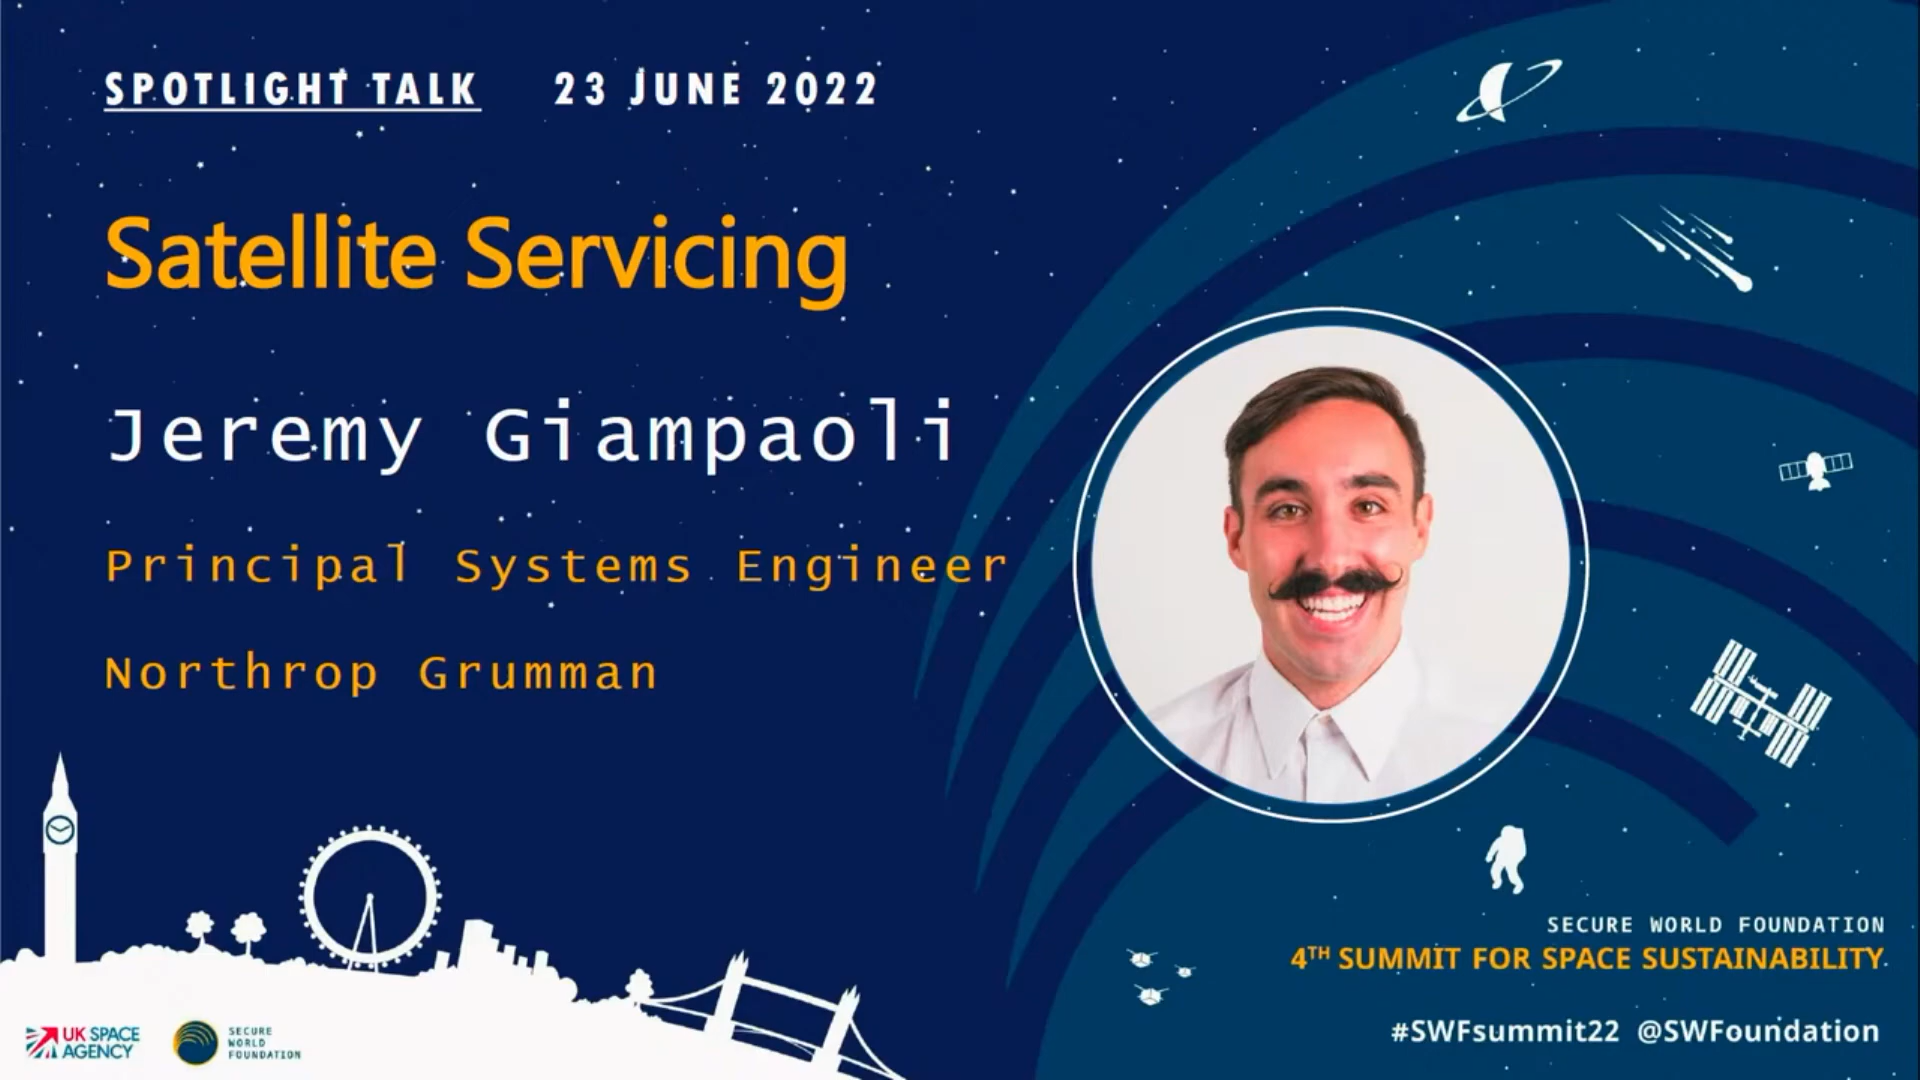 SPOTLIGHT TALK 23 JUNE 2022
Satellite Servicing
Jeremy Giampaoli
Principal Systems Engineer
Northrop Grumman
SECURE WORLD FOUNDATION
4TH SUMMIT FOR SPACE SUSTAINABILITY
#SWFsummit22 @SWFoundation
UK SPACE
AGENCY
SECURE
WORLD
FOUNDATION